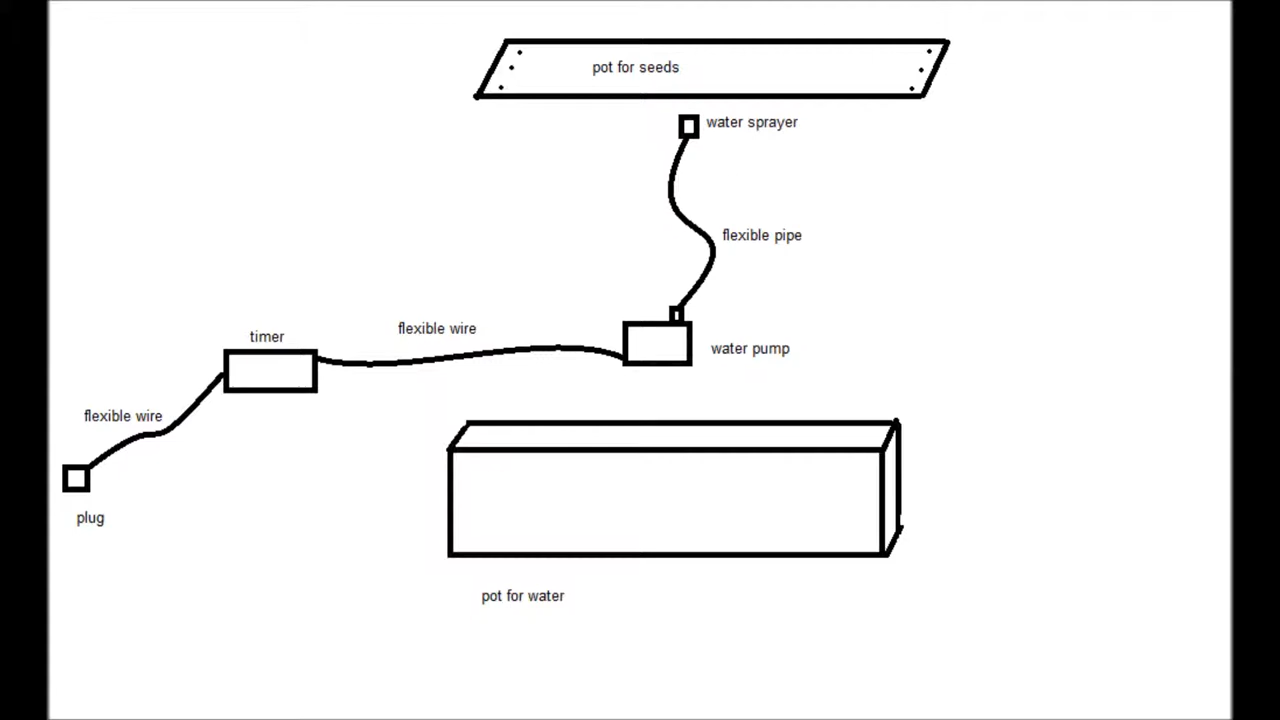 pot for seeds
water sprayer
flexible pipe
flexible wire
timer
water pump
flexible wire
plug
pot for water